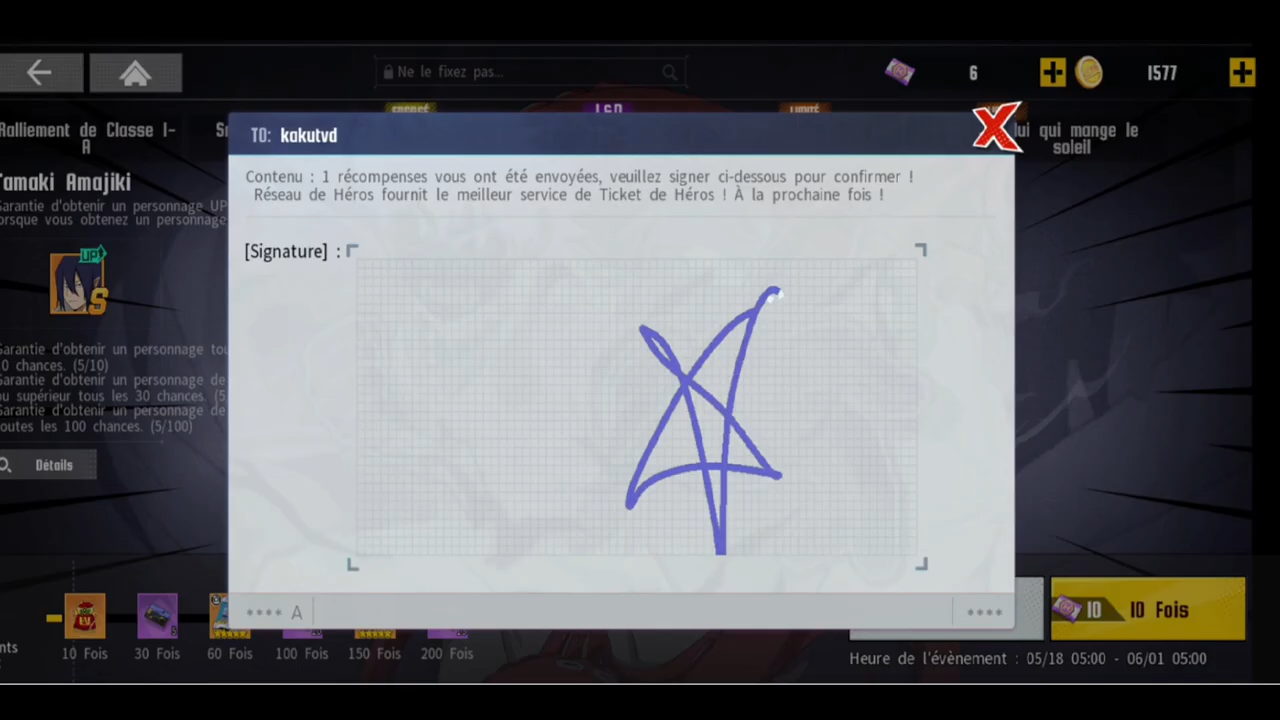 Ne le fixez pas...
6
1577
LGD
LIMITÉ
Ralliement de Classe 1-
A
lui qui mange le
soleil
TO: kakutvd
Contenu : 1 récompenses vous ont été envoyées, veuillez signer ci-dessous pour confirmer !
Réseau de Héros fournit le meilleur service de Ticket de Héros ! À la prochaine fois !
[Signature] :
Tamaki Amajiki
Garantie d'obtenir un personnage UP
lorsque vous obtenez un personnage
UP
S
Garantie d'obtenir un personnage tou
0 chances. (5/10)
Garantie d'obtenir un personnage de
ou supérieur tous les 30 chances. (5
Garantie d'obtenir un personnage de
toutes les 100 chances. (5/100)
Détails
**** A
****
10 Fois
30 Fois
60 Fois
100 Fois
150 Fois
200 Fois
10
10 Fois
Heure de l'évènement : 05/18 05:00 - 06/01 05:00